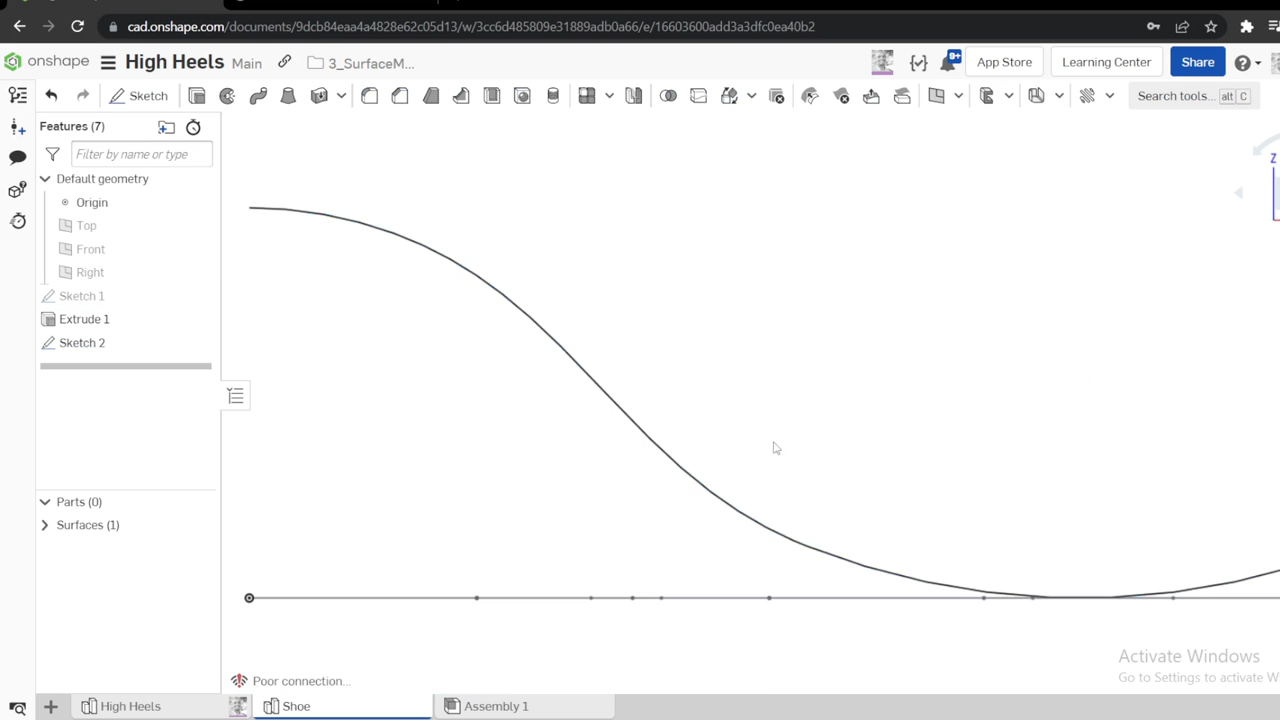 cad.onshape.com/documents/9dcb84eaa4a4828e62c05d13/w/3cc6d485809e31889adb0a66/e/16603600add3a3dfc0ea40b2
onshape High Heels Main 3_SurfaceM... 9+ App Store Learning Center Share
Sketch Search tools... alt C
Features (7)
Filter by name or type
Default geometry
Origin
Top
Front
Right
Sketch 1
Extrude 1
Sketch 2
Z
Parts (0)
Surfaces (1)
Activate Windows
Go to Settings to activate W
Poor connection...
High Heels Shoe Assembly 1